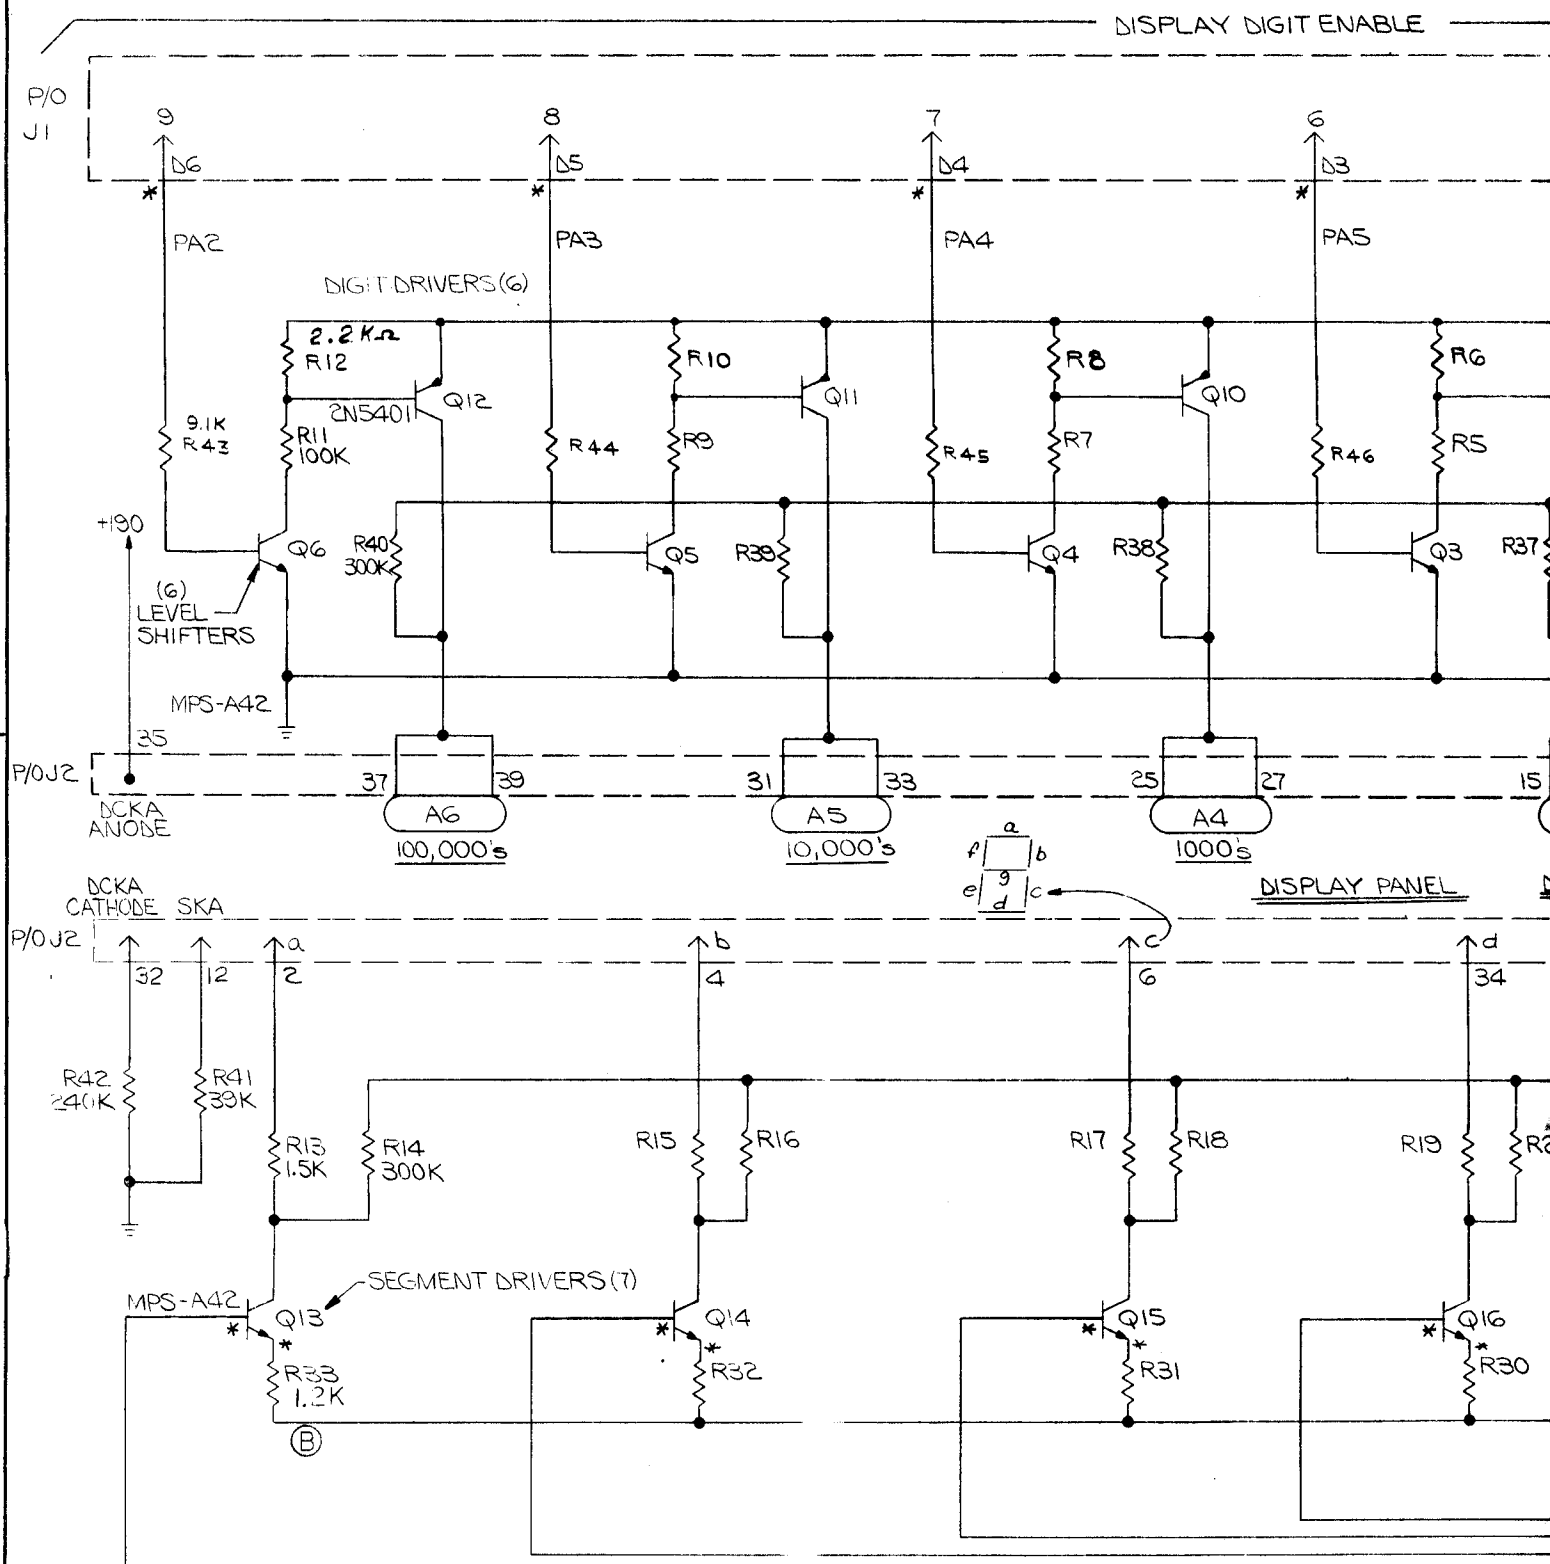 DISPLAY DIGIT ENABLE
P/O
J1
9
8
7
6
D6
D5
D4
D3
*
*
*
*
PA2
PA3
PA4
PA5
DIGIT DRIVERS (6)
2.2KΩ
R12
R10
R8
R6
2N5401
Q12
Q11
Q10
9.1K
R43
R11
100K
R44
R9
R45
R7
R46
R5
+190
Q6
R40
300K
Q5
R39
Q4
R38
Q3
R37
(6)
LEVEL
SHIFTERS
MPS-A42
35
P/O J2
37
39
31
33
25
27
15
DCKA
ANODE
A6
A5
A4
100,000's
10,000's
1000's
a
f
b
g
e
c
d
DISPLAY PANEL
DCKA
CATHODE
SKA
P/O J2
a
b
c
d
32
12
2
4
6
34
R42
R41
39K
R13
1.5K
R14
300K
R15
R16
R17
R18
R19
SEGMENT DRIVERS (7)
MPS-A42
Q13
Q14
Q15
Q16
*
*
*
*
*
*
*
*
R33
1.2K
R32
R31
R30
B